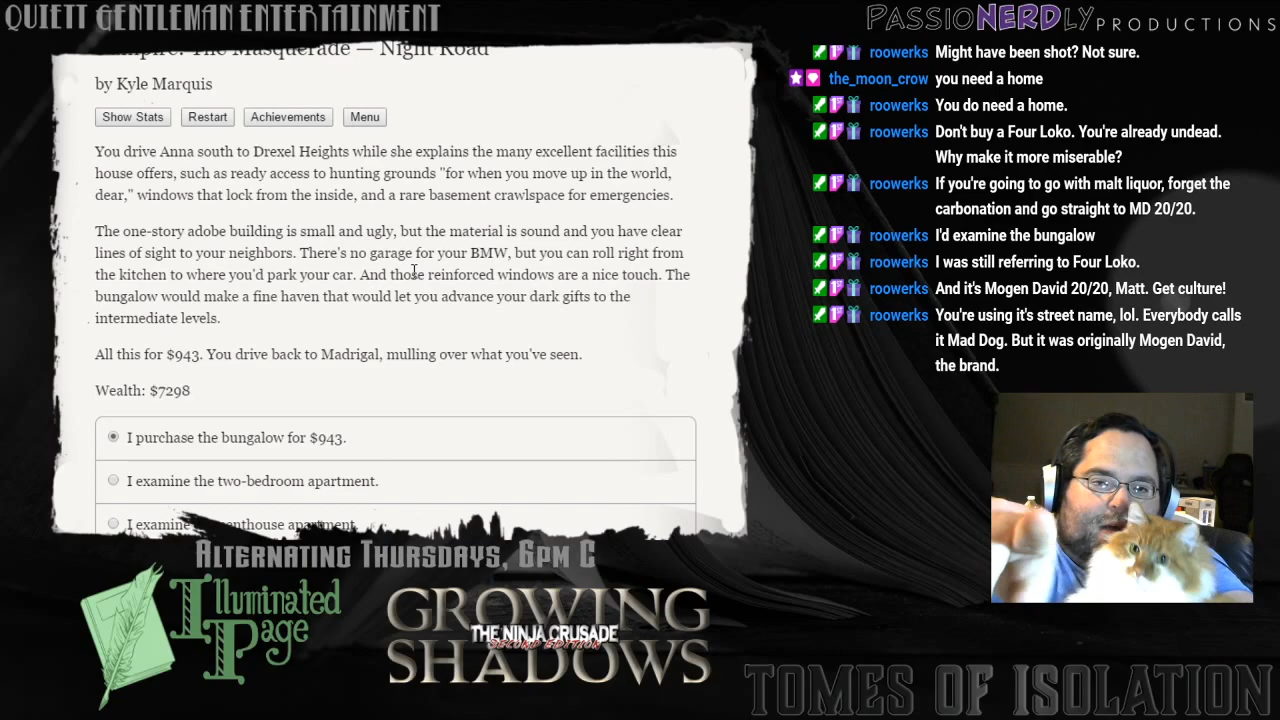 QUIETT GENTLEMAN ENTERTAINMENT
PASSIONERDLY PRODUCTIONS
Vampire: The Masquerade — Night Road
by Kyle Marquis
Show Stats Restart Achievements Menu
You drive Anna south to Drexel Heights while she explains the many excellent facilities this
house offers, such as ready access to hunting grounds "for when you move up in the world,
dear," windows that lock from the inside, and a rare basement crawlspace for emergencies.
The one-story adobe building is small and ugly, but the material is sound and you have clear
lines of sight to your neighbors. There's no garage for your BMW, but you can roll right from
the kitchen to where you'd park your car. And those reinforced windows are a nice touch. The
bungalow would make a fine haven that would let you advance your dark gifts to the
intermediate levels.
All this for $943. You drive back to Madrigal, mulling over what you've seen.
Wealth: $7298
I purchase the bungalow for $943.
I examine the two-bedroom apartment.
I examine penthouse apartment.
roowerks Might have been shot? Not sure.
the_moon_crow you need a home
roowerks You do need a home.
roowerks Don't buy a Four Loko. You're already undead.
Why make it more miserable?
roowerks If you're going to go with malt liquor, forget the
carbonation and go straight to MD 20/20.
roowerks I'd examine the bungalow
roowerks I was still referring to Four Loko.
roowerks And it's Mogen David 20/20, Matt. Get culture!
roowerks You're using it's street name, lol. Everybody calls
it Mad Dog. But it was originally Mogen David,
the brand.
ALTERNATING THURSDAYS, 6PM C
Illuminated
Page
GROWING
THE NINJA CRUSADE
SECOND EDITION
SHADOWS
TOMES OF ISOLATION